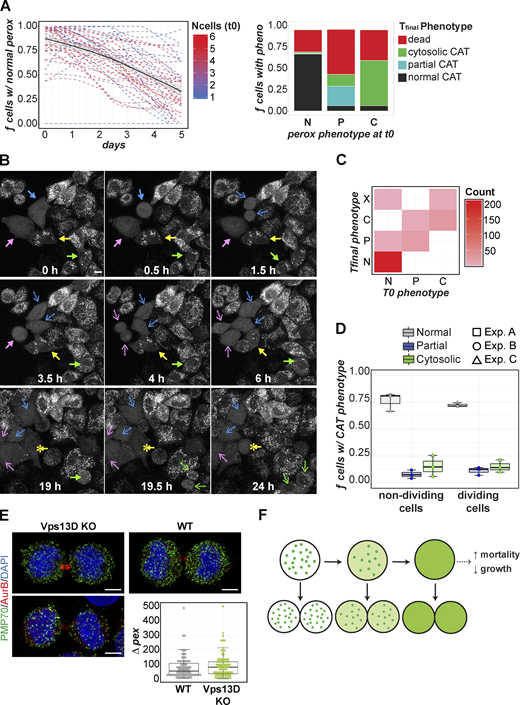 A
ƒ cells w/ normal perox
1.00
0.75
0.50
0.25
0.00
0 1 2 3 4 5
days
Ncells (t0)
6
5
4
3
2
1
ƒ cells with pheno
1.00
0.75
0.50
0.25
0.00
N P C
perox phenotype at t0
Tfinal Phenotype
dead
cytosolic CAT
partial CAT
normal CAT
B
0 h
0.5 h
1.5 h
3.5 h
4 h
6 h
19 h
19.5 h
24 h
C
Tfinal phenotype
X
C
P
N
N P C
T0 phenotype
Count
200
150
100
50
D
Normal
Partial
Cytosolic
Exp. A
Exp. B
Exp. C
ƒ cells w/ CAT phenotype
1.00
0.75
0.50
0.25
0.00
non-dividing cells
dividing cells
E
Vps13D KO
WT
PMP70/AurB/DAPI
Δ pex
500
400
300
200
100
0
WT
Vps13D KO
F
↑ mortality
↓ growth